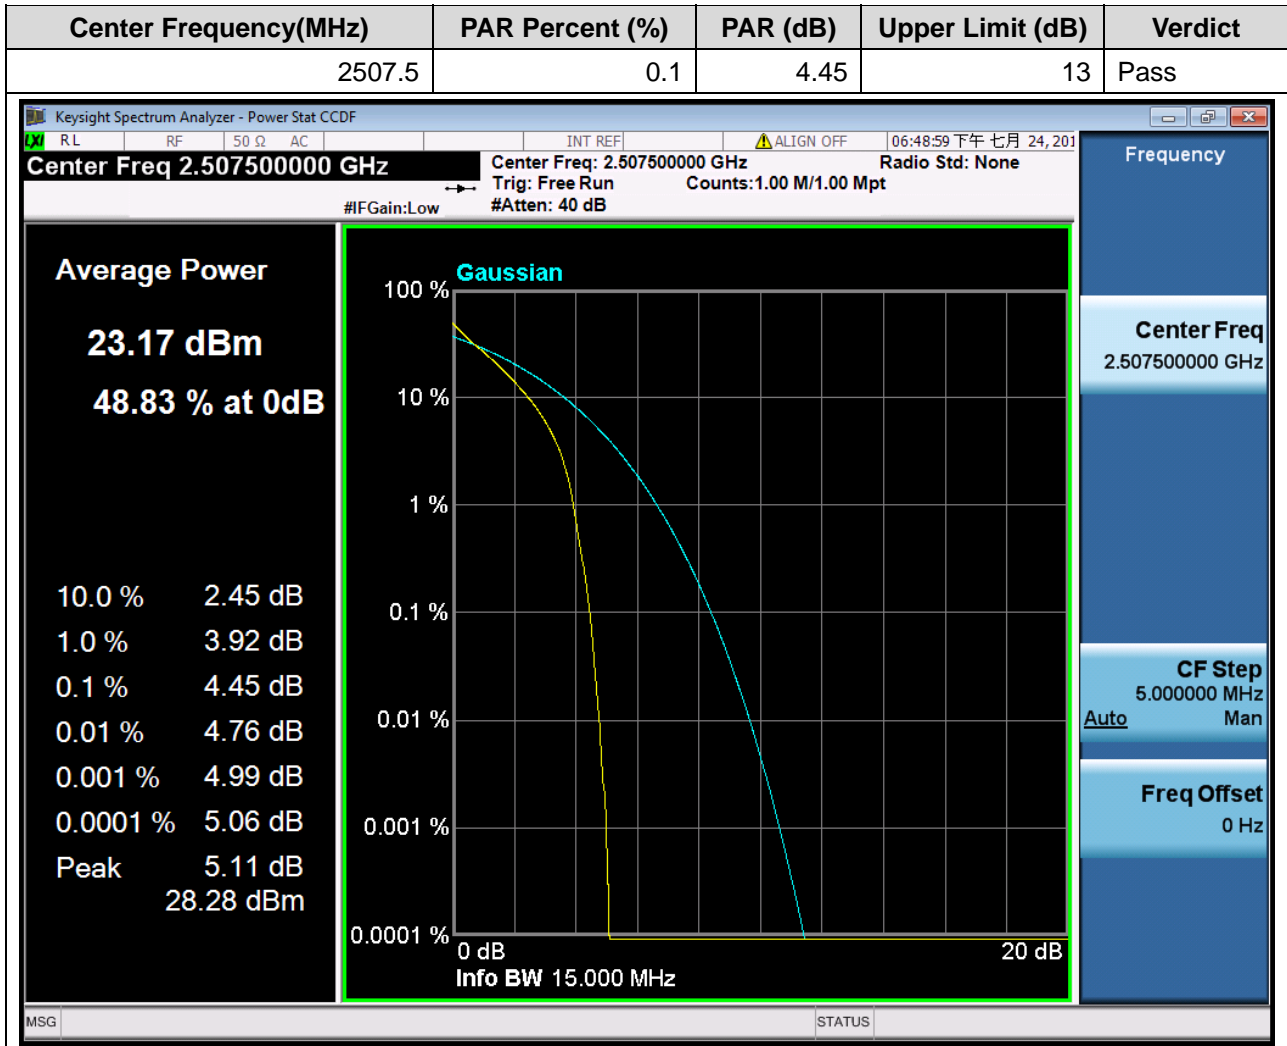 Center Frequency(MHz) PAR Percent (%) PAR (dB) Upper Limit (dB) Verdict
2507.5 0.1 4.45 13 Pass
Keysight Spectrum Analyzer - Power Stat CCDF
LXI RL RF 50 Ω AC INT REF ALIGN OFF 06:48:59 下午 七月 24, 201
Center Freq 2.507500000 GHz
Center Freq: 2.507500000 GHz Radio Std: None
Trig: Free Run Counts:1.00 M/1.00 Mpt
#IFGain:Low #Atten: 40 dB
Frequency
Average Power
23.17 dBm
48.83 % at 0dB
10.0 % 2.45 dB
1.0 % 3.92 dB
0.1 % 4.45 dB
0.01 % 4.76 dB
0.001 % 4.99 dB
0.0001 % 5.06 dB
Peak 5.11 dB
28.28 dBm
Gaussian
100 %
10 %
1 %
0.1 %
0.01 %
0.001 %
0.0001 %
0 dB 20 dB
Info BW 15.000 MHz
Center Freq
2.507500000 GHz
CF Step
5.000000 MHz
Auto Man
Freq Offset
0 Hz
MSG STATUS